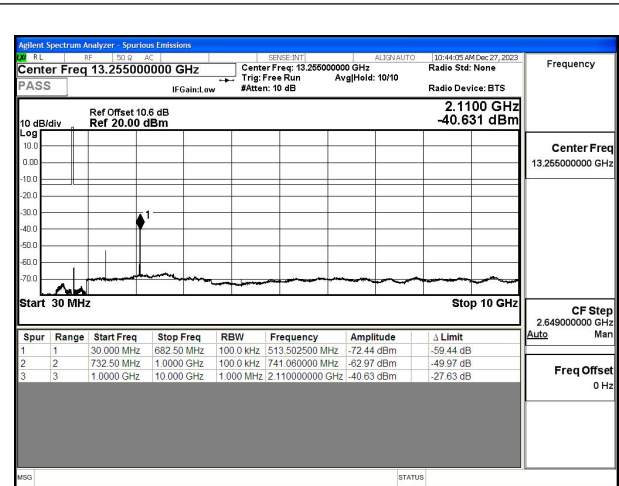 Agilent Spectrum Analyzer - Spurious Emissions
RL RF 50 Ω AC SENSE:INT ALIGN AUTO 10:44:05 AM Dec 27, 2023
Center Freq 13.255000000 GHz
Center Freq: 13.255000000 GHz
Radio Std: None
Trig: Free Run Avg|Hold: 10/10
PASS
IFGain:Low
#Atten: 10 dB
Radio Device: BTS
Frequency
Ref Offset 10.6 dB
2.1100 GHz
10 dB/div Ref 20.00 dBm
-40.631 dBm
Log
10.0
0.00
-10.0
-20.0
-30.0
-40.0
-50.0
-60.0
-70.0
1
Start 30 MHz
Stop 10 GHz
Center Freq
13.255000000 GHz
CF Step
2.649000000 GHz
Auto Man
Freq Offset
0 Hz
Spur Range Start Freq Stop Freq RBW Frequency Amplitude Δ Limit
1 1 30.000 MHz 682.50 MHz 100.0 kHz 513.502500 MHz -72.44 dBm -59.44 dB
2 2 732.50 MHz 1.0000 GHz 100.0 kHz 741.060000 MHz -62.97 dBm -49.97 dB
3 3 1.0000 GHz 10.000 GHz 1.000 MHz 2.110000000 GHz -40.63 dBm -27.63 dB
MSG
STATUS